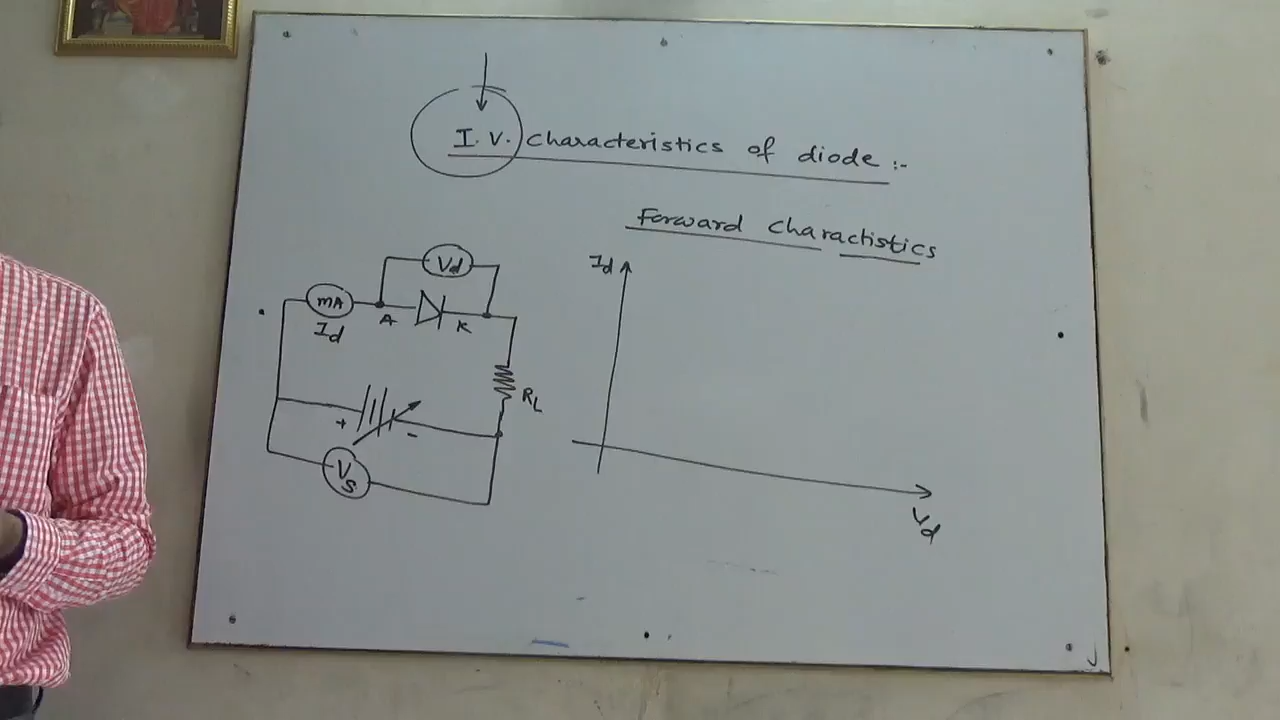 I.V. characteristics of diode :-
Forward charactistics
Vd
mA
Id
A
K
RL
+
-
Vs
Id
Vd